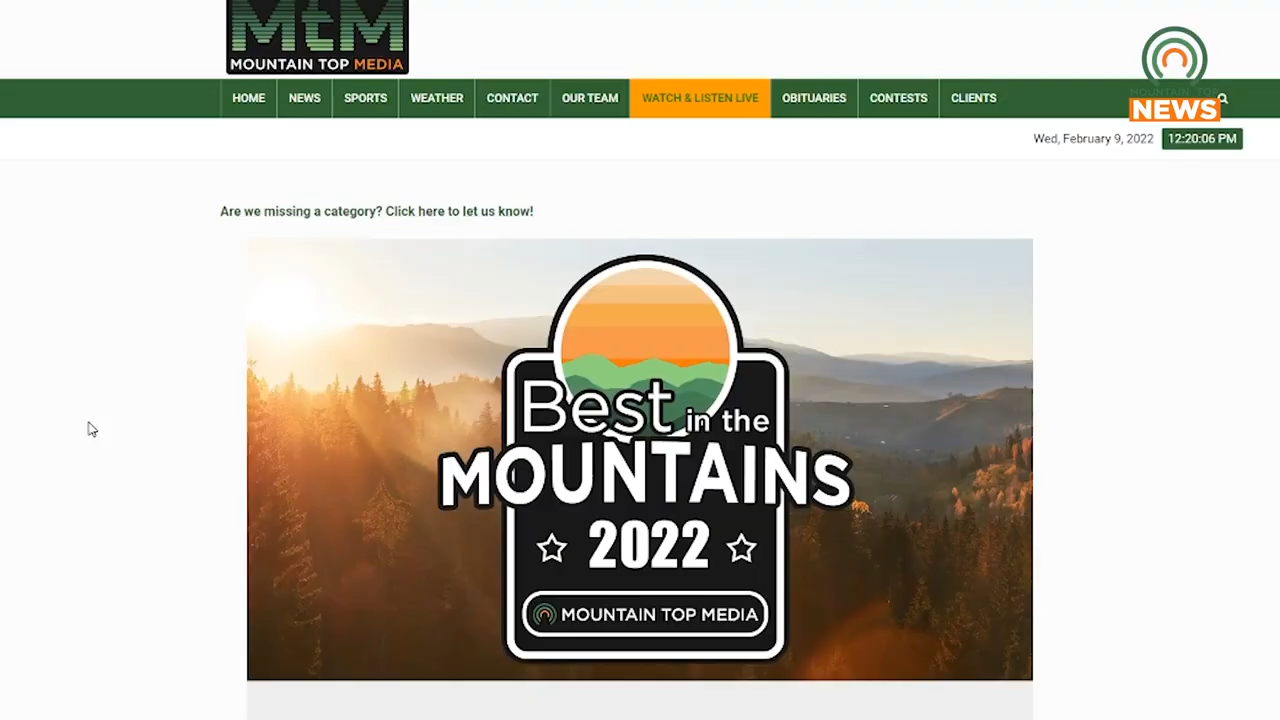 MtM
MOUNTAIN TOP MEDIA
HOME NEWS SPORTS WEATHER CONTACT OUR TEAM WATCH & LISTEN LIVE OBITUARIES CONTESTS CLIENTS
MOUNTAIN TOP
NEWS
Wed, February 9, 2022 12:20:06 PM
Are we missing a category? Click here to let us know!
Best in the
MOUNTAINS
2022
MOUNTAIN TOP MEDIA